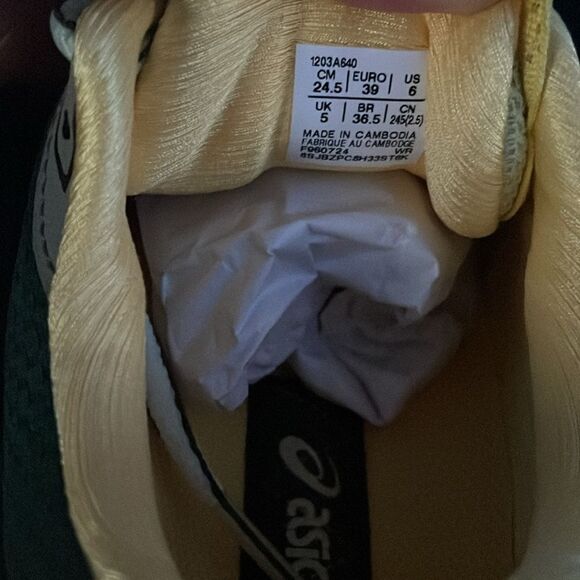 1203A640
CM EURO US
24.5 39 6
UK BR CN
5 36.5 245(2.5)
MADE IN CAMBODIA
FABRIQUE AU CAMBODGE
F960724 WR
asic